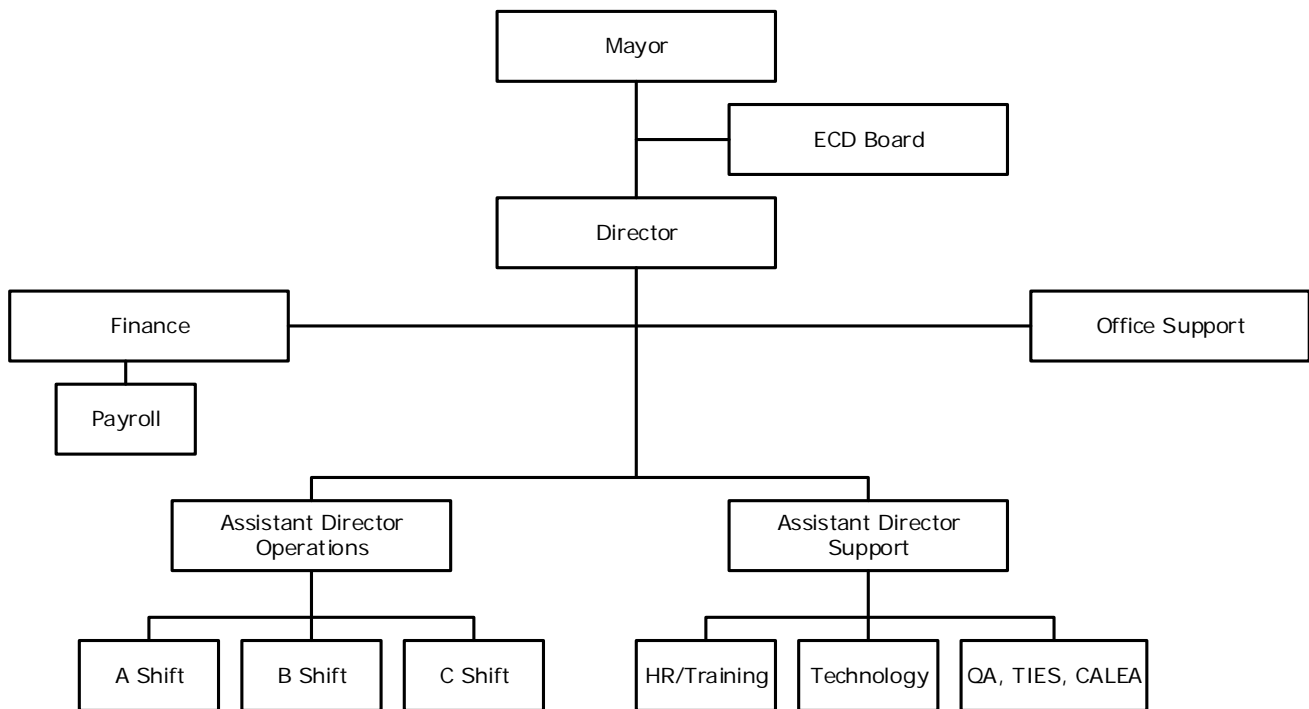 Mayor
ECD Board
Director
Finance
Office Support
Payroll
Assistant Director
Operations
Assistant Director
Support
A Shift
B Shift
C Shift
HR/Training
Technology
QA, TIES, CALEA